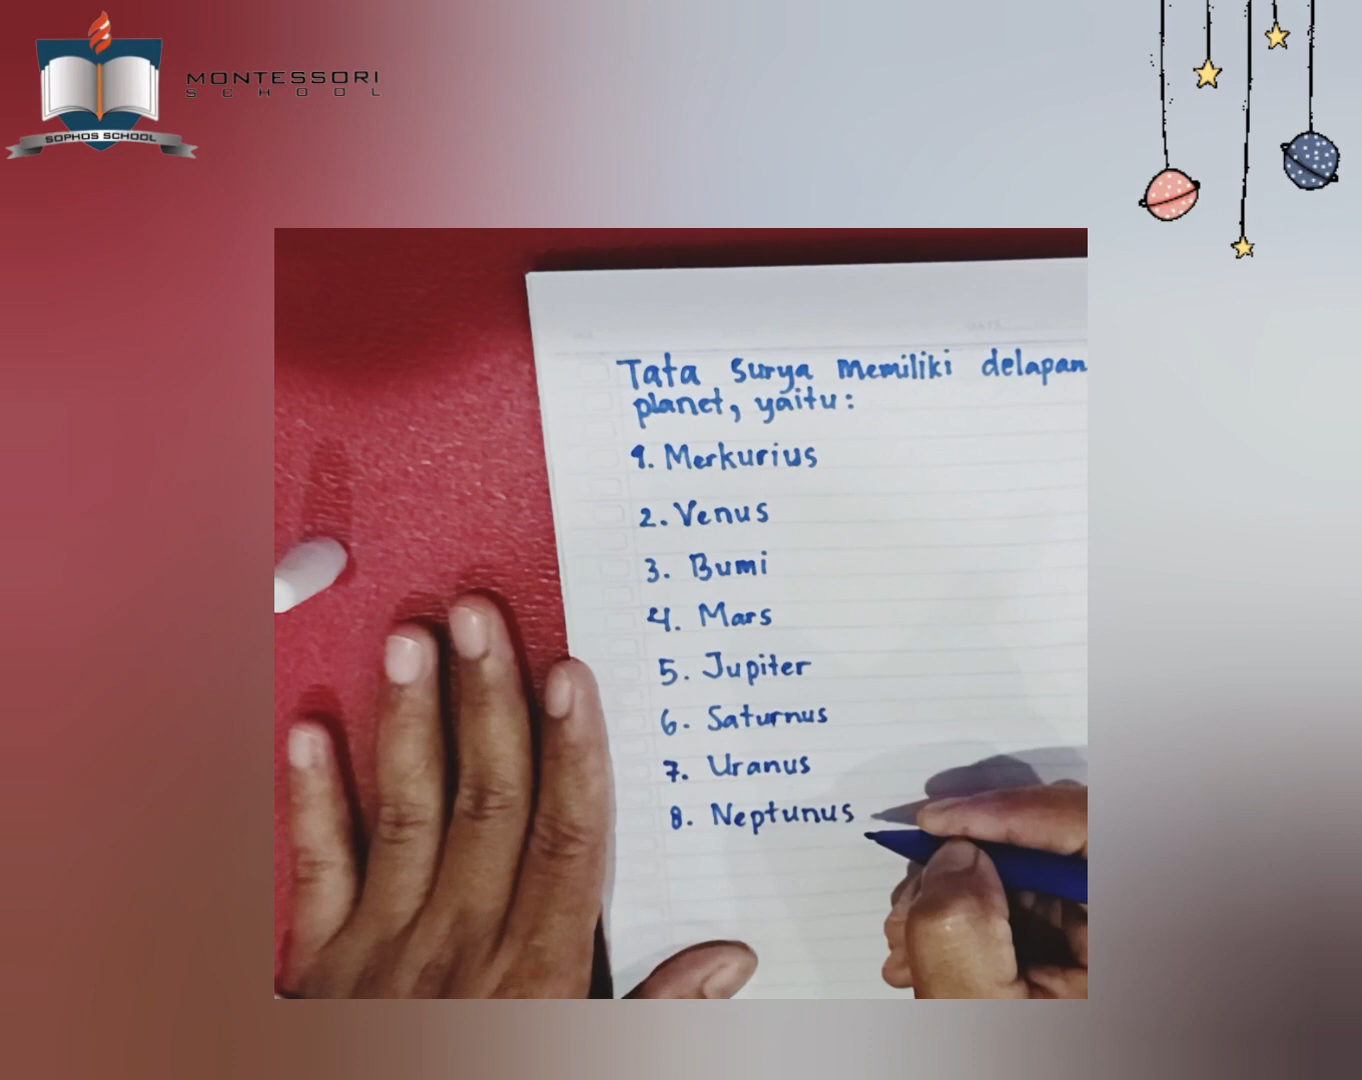 MONTESSORI
SCHOOL
SOPHOS SCHOOL
Tata Surya memiliki delapan
planet, yaitu:
1. Merkurius
2. Venus
3. Bumi
4. Mars
5. Jupiter
6. Saturnus
7. Uranus
8. Neptunus